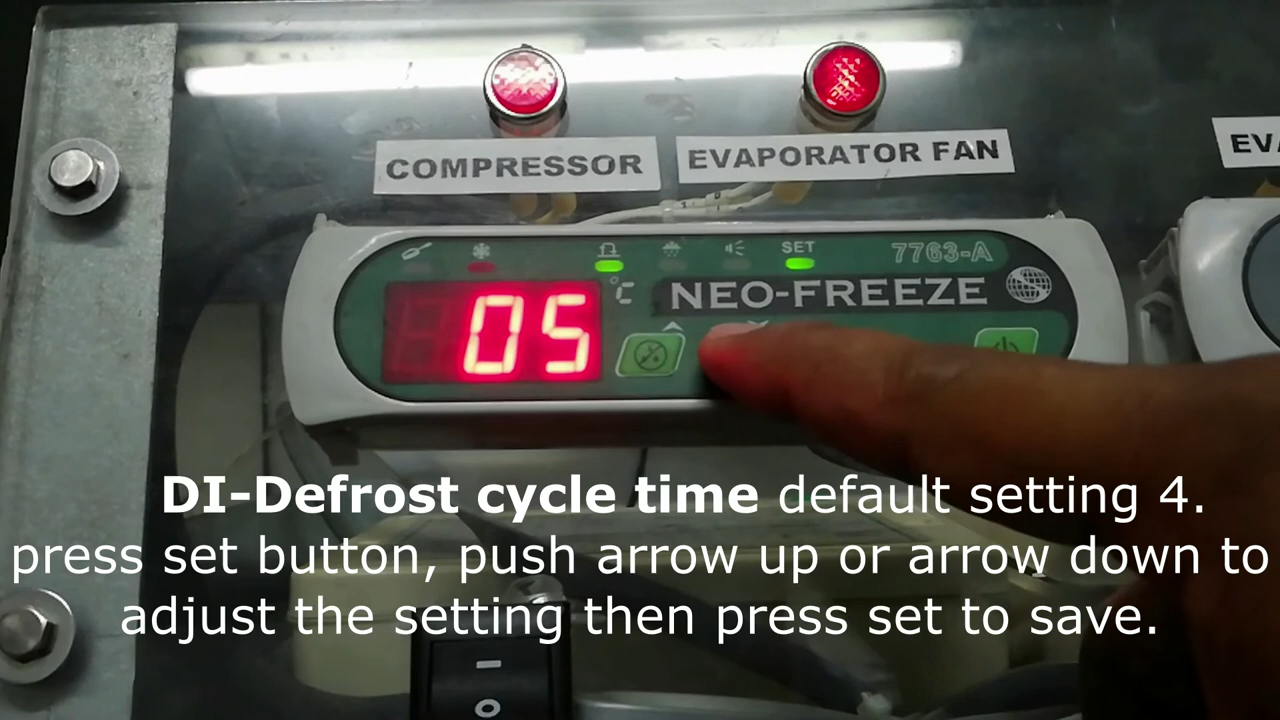 COMPRESSOR
EVAPORATOR FAN
EV
SET
7763-A
°C
NEO-FREEZE
05
DI-Defrost cycle time default setting 4.
press set button, push arrow up or arrow down to
adjust the setting then press set to save.